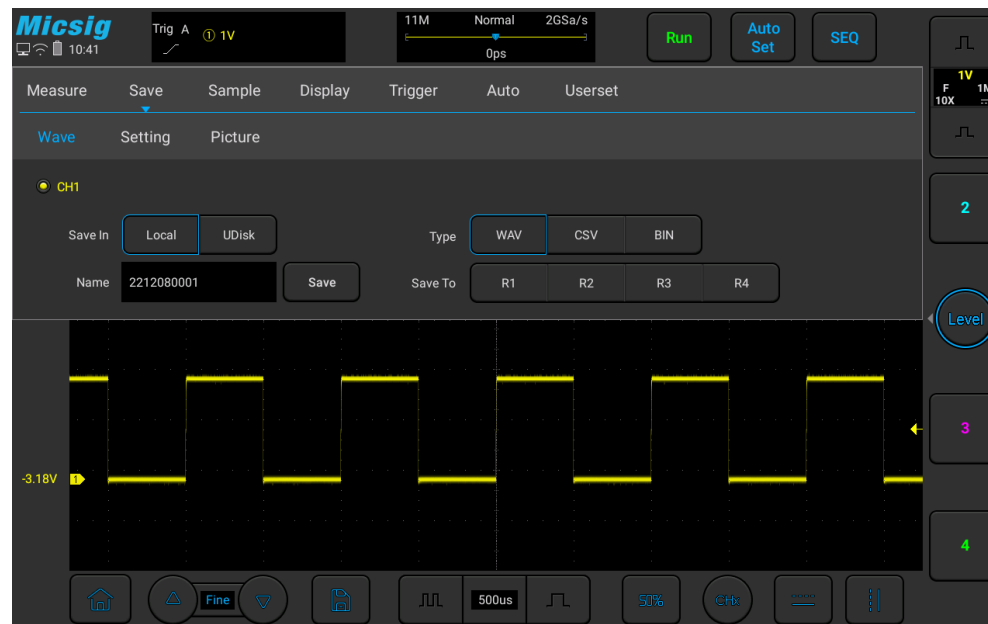 Micsig
10:41
Trig A ① 1V
11M Normal 2GSa/s
0ps
Run
Auto
Set
SEQ
Measure Save Sample Display Trigger Auto Userset
1V
F 1M
10X
Wave Setting Picture
CH1
Save In Local UDisk Type WAV CSV BIN
Name 2212080001 Save Save To R1 R2 R3 R4
2
Level
-3.18V 1
3
4
Fine 500us 50% CHx